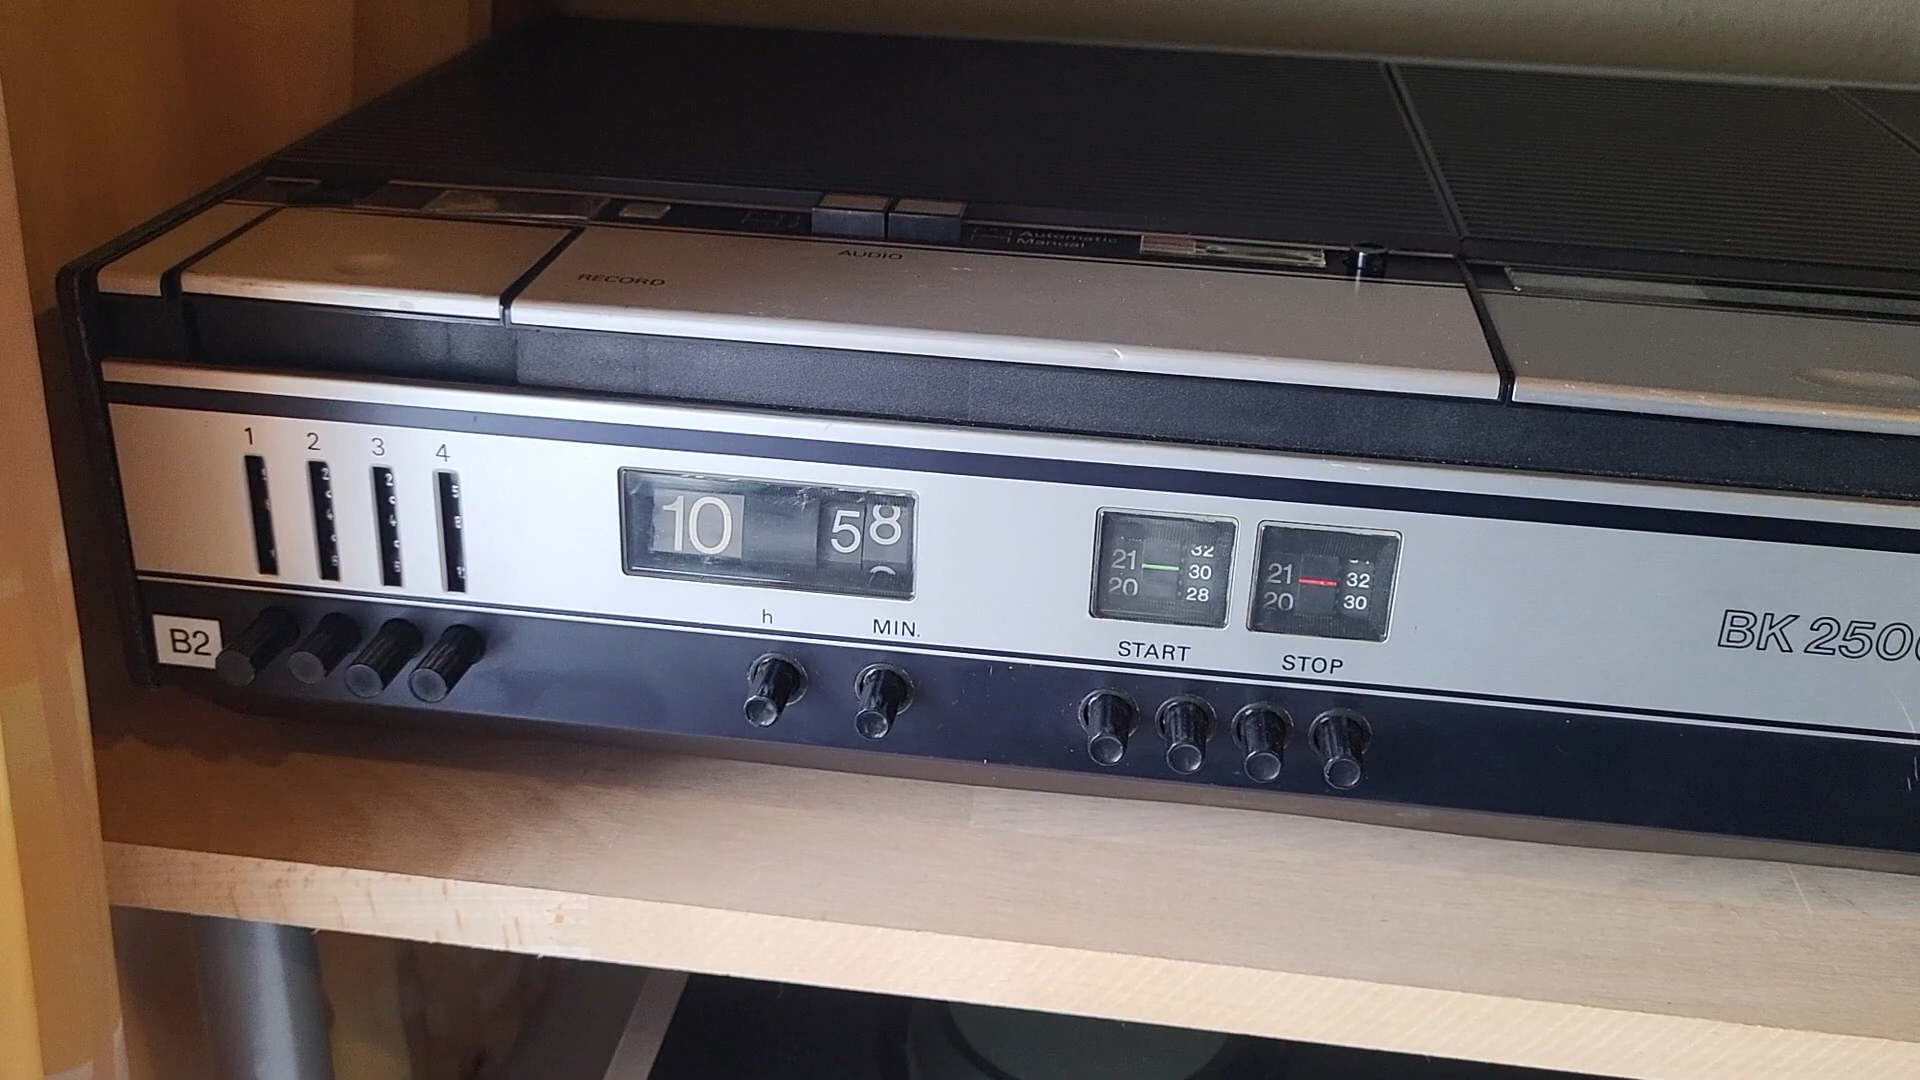 Automatic
Manual
AUDIO
RECORD
1 2 3 4
10 58
21 32
30
20 28
21 32
20 30
h MIN.
START STOP
BK 250
B2